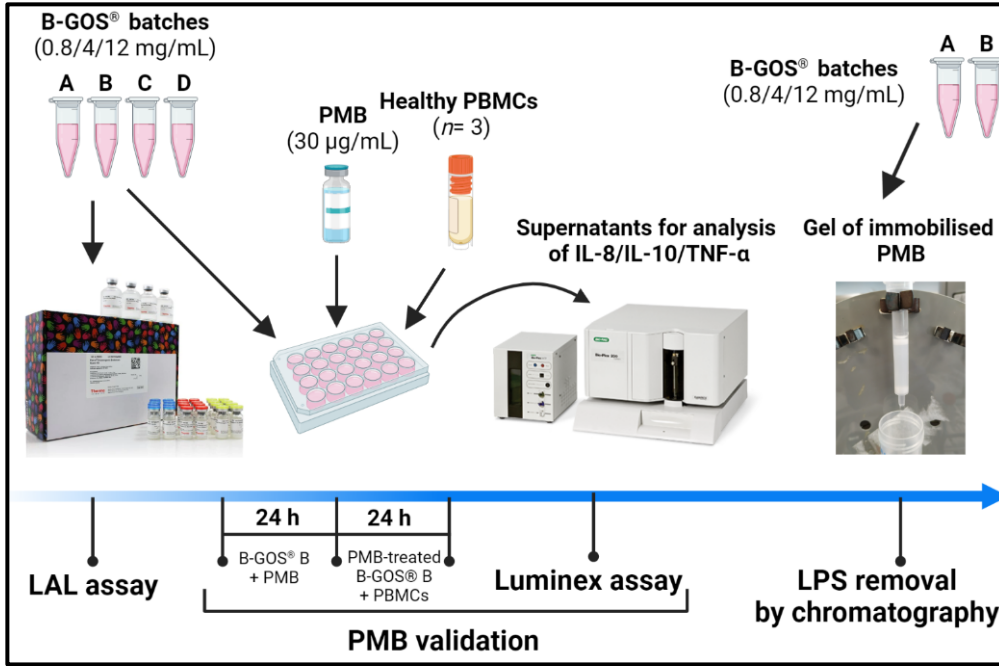 B-GOS® batches
(0.8/4/12 mg/mL)
A B C D
PMB
(30 µg/mL)
Healthy PBMCs
(n= 3)
B-GOS® batches
(0.8/4/12 mg/mL)
A B
Supernatants for analysis
of IL-8/IL-10/TNF-α
Gel of immobilised
PMB
24 h
24 h
B-GOS® B
+ PMB
PMB-treated
B-GOS® B
+ PBMCs
LAL assay
Luminex assay
LPS removal
by chromatography
PMB validation